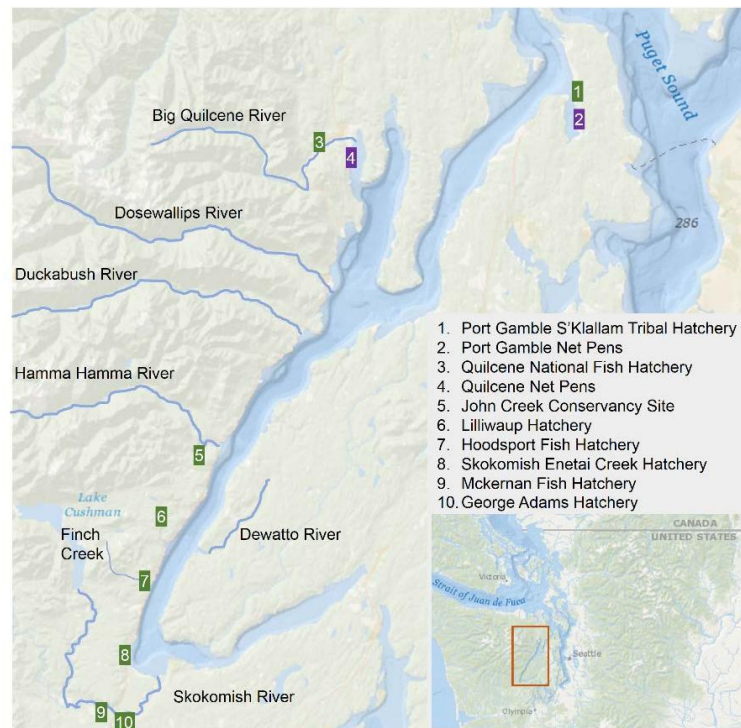 Puget Sound
1
Big Quilcene River
2
3
4
Dosewallips River
286
Duckabush River
1. Port Gamble S'Klallam Tribal Hatchery
2. Port Gamble Net Pens
3. Quilcene National Fish Hatchery
4. Quilcene Net Pens
5. John Creek Conservancy Site
6. Lilliwaup Hatchery
7. Hoodsport Fish Hatchery
8. Skokomish Enetai Creek Hatchery
9. Mckernan Fish Hatchery
10. George Adams Hatchery
Hamma Hamma River
5
Lake
Cushman
6
Finch
Creek
Dewatto River
7
8
Skokomish River
9
10
CANADA
UNITED STATES
Victoria
Strait of Juan de Fuca
Seattle
Olympia